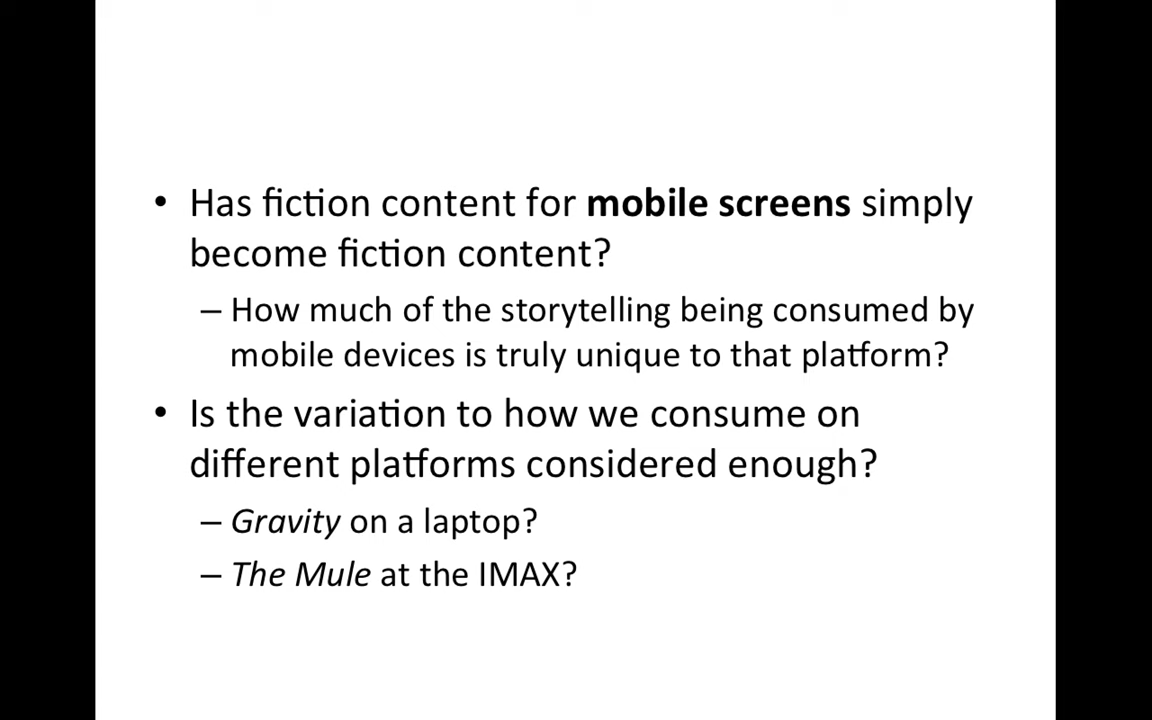 • Has fiction content for mobile screens simply
become fiction content?
– How much of the storytelling being consumed by
mobile devices is truly unique to that platform?
• Is the variation to how we consume on
different platforms considered enough?
– Gravity on a laptop?
– The Mule at the IMAX?